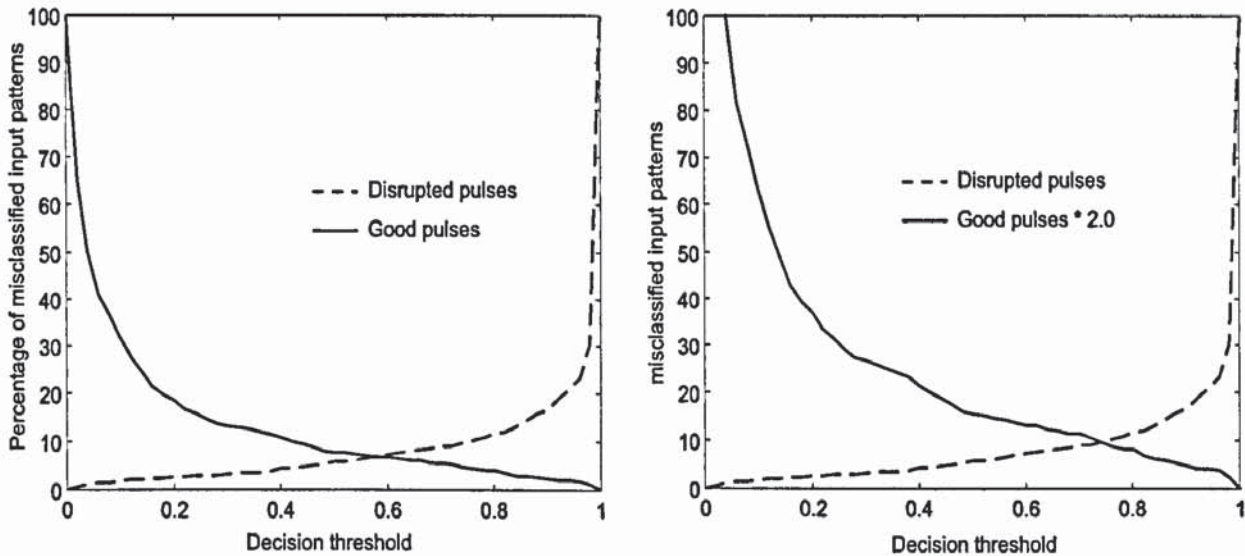 Percentage of misclassified input patterns
100
90
80
70
60
50
40
30
20
10
0
Disrupted pulses
Good pulses
0 0.2 0.4 0.6 0.8 1
Decision threshold
misclassified input patterns
100
90
80
70
60
50
40
30
20
10
0
Disrupted pulses
Good pulses * 2.0
0 0.2 0.4 0.6 0.8 1
Decision threshold